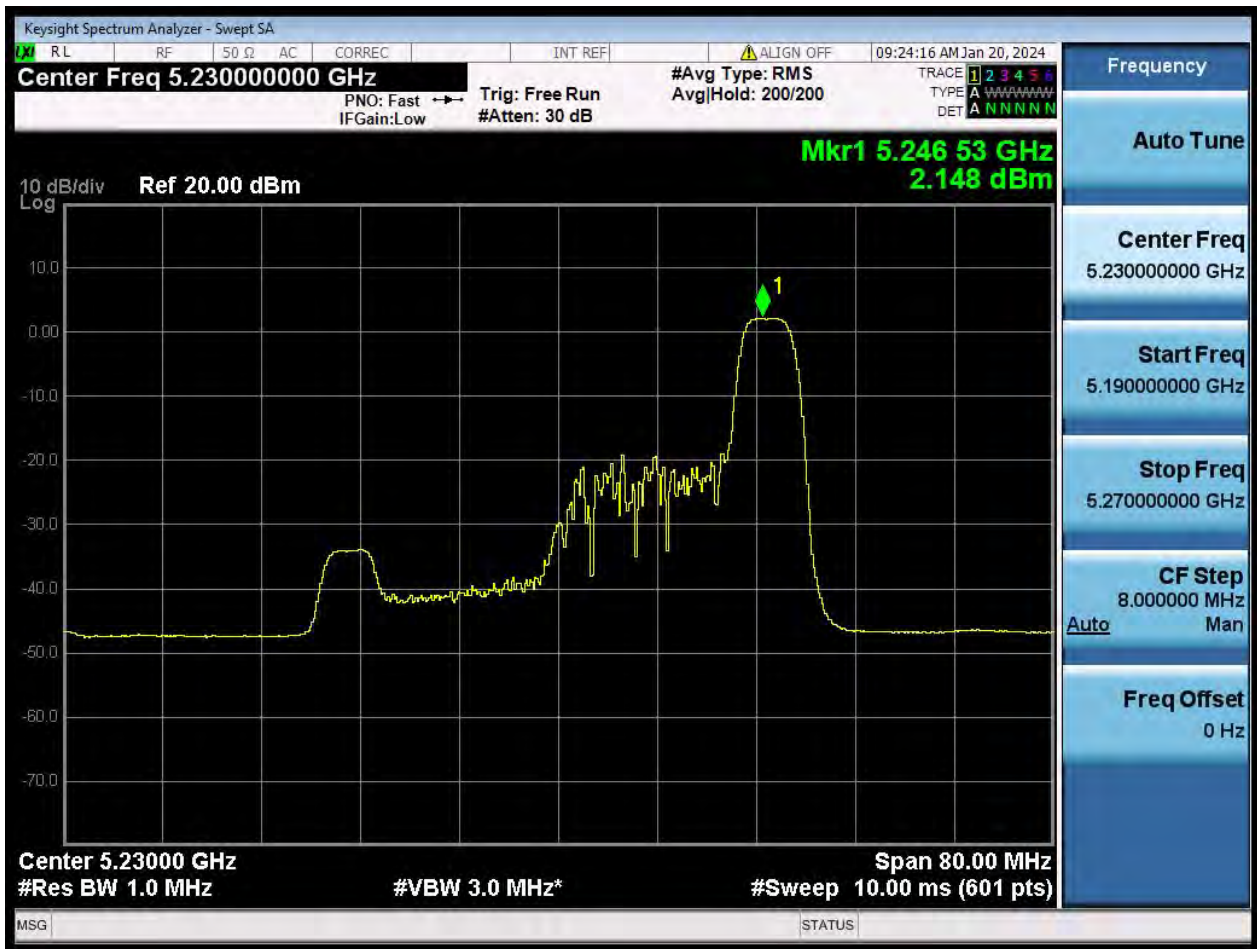 Keysight Spectrum Analyzer - Swept SA
LXI RL RF 50 Ω AC CORREC INT REF ALIGN OFF 09:24:16 AM Jan 20, 2024
Center Freq 5.230000000 GHz
PNO: Fast
IFGain:Low
Trig: Free Run
#Atten: 30 dB
#Avg Type: RMS
Avg|Hold: 200/200
TRACE 1 2 3 4 5 6
TYPE A WWWWW
DET A N N N N N
Mkr1 5.246 53 GHz
2.148 dBm
10 dB/div Ref 20.00 dBm
Log
10.0
0.00
-10.0
-20.0
-30.0
-40.0
-50.0
-60.0
-70.0
1
Center 5.23000 GHz Span 80.00 MHz
#Res BW 1.0 MHz #VBW 3.0 MHz* #Sweep 10.00 ms (601 pts)
MSG STATUS
Frequency
Auto Tune
Center Freq
5.230000000 GHz
Start Freq
5.190000000 GHz
Stop Freq
5.270000000 GHz
CF Step
8.000000 MHz
Auto Man
Freq Offset
0 Hz